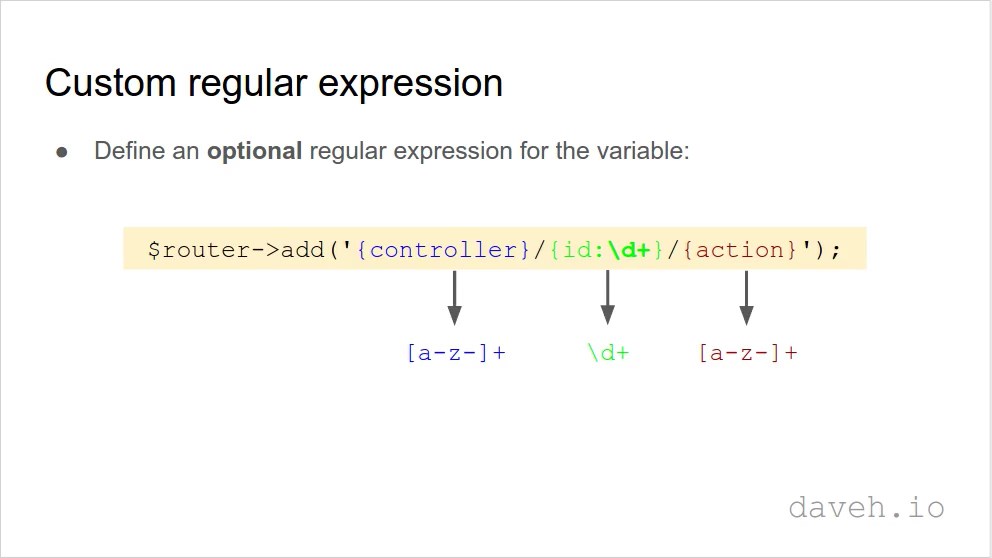 Custom regular expression
● Define an optional regular expression for the variable:
$router->add('{controller}/{id:\d+}/{action}');
[a-z-]+ \d+ [a-z-]+
daveh.io